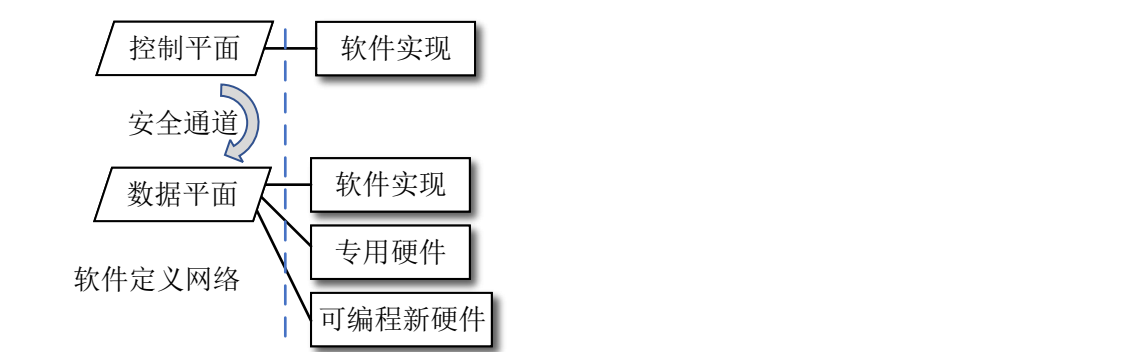 控制平面
软件实现
安全通道
数据平面
软件实现
专用硬件
软件定义网络
可编程新硬件